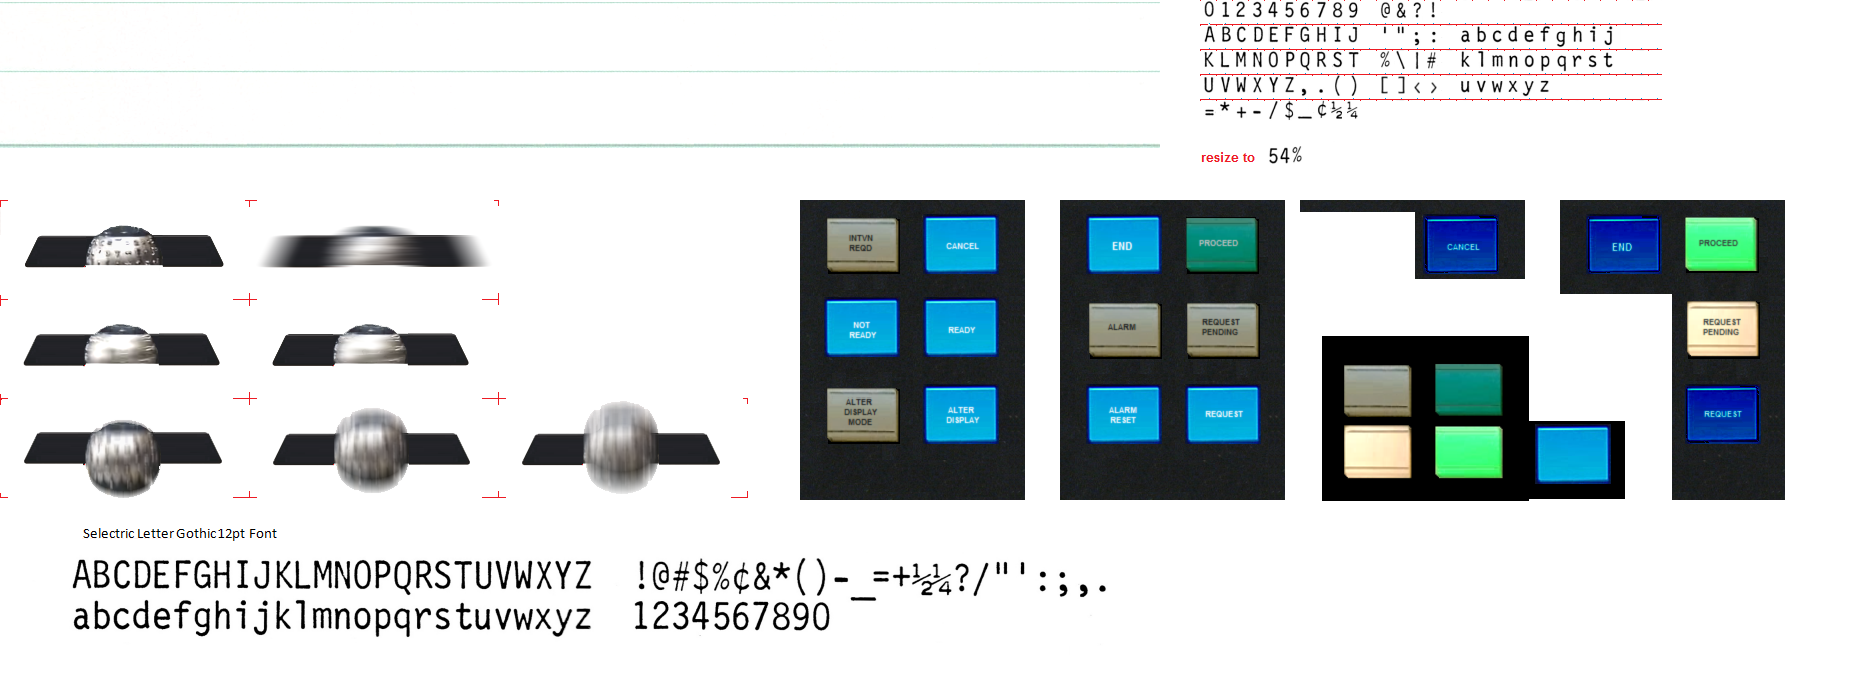 0123456789 @&?!
ABCDEFGHIJ '";: abcdefghij
KLMNOPQRST %\|# klmnopqrst
UVWXYZ,.() []<> uvwxyz
=*+-/$_¢½¼
resize to 54%
INTVN
REQD
CANCEL
NOT
READY
READY
ALTER
DISPLAY
MODE
ALTER
DISPLAY
END
PROCEED
ALARM
REQUEST
PENDING
ALARM
RESET
REQUEST
CANCEL
END
PROCEED
REQUEST
PENDING
REQUEST
Selectric Letter Gothic12pt Font
ABCDEFGHIJKLMNOPQRSTUVWXYZ !@#$%¢&*()-_=+½¼?/"':;,.
abcdefghijklmnopqrstuvwxyz 1234567890